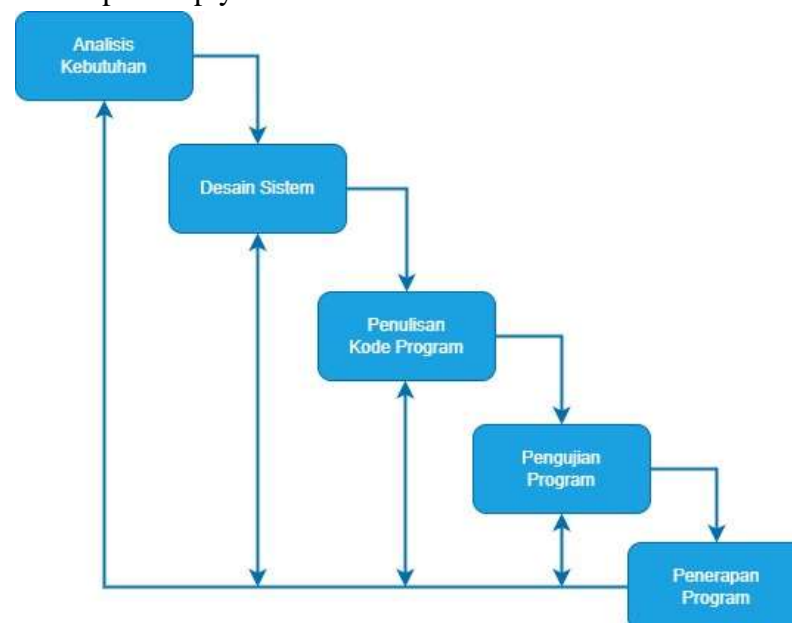 Analisis
Kebutuhan
Desain Sistem
Penulisan
Kode Program
Pengujian
Program
Penerapan
Program